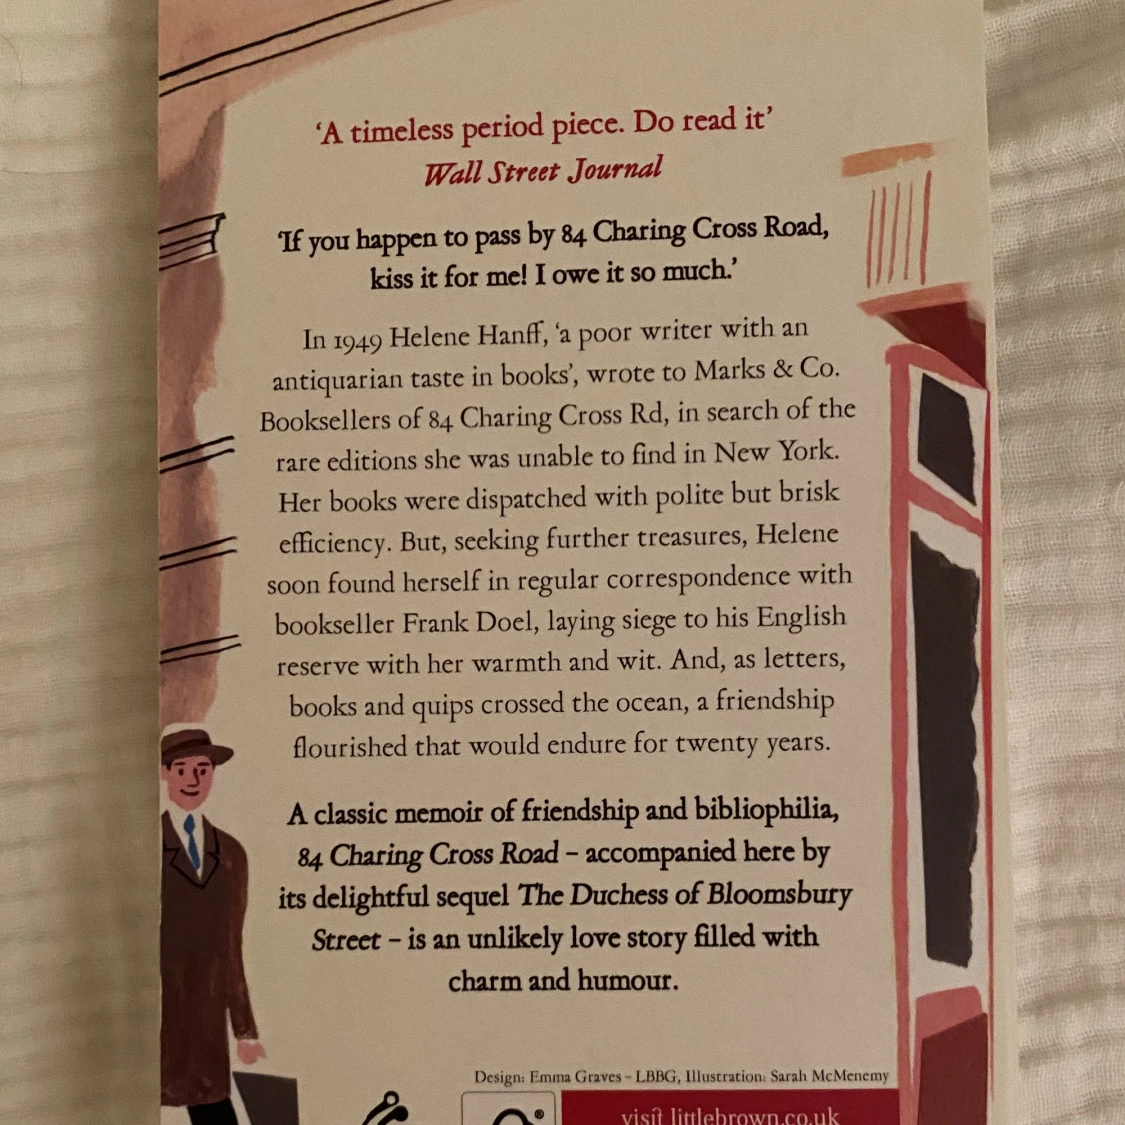 ‘A timeless period piece. Do read it’
Wall Street Journal
‘If you happen to pass by 84 Charing Cross Road,
kiss it for me! I owe it so much.’
In 1949 Helene Hanff, ‘a poor writer with an
antiquarian taste in books’, wrote to Marks & Co.
Booksellers of 84 Charing Cross Rd, in search of the
rare editions she was unable to find in New York.
Her books were dispatched with polite but brisk
efficiency. But, seeking further treasures, Helene
soon found herself in regular correspondence with
bookseller Frank Doel, laying siege to his English
reserve with her warmth and wit. And, as letters,
books and quips crossed the ocean, a friendship
flourished that would endure for twenty years.
A classic memoir of friendship and bibliophilia,
84 Charing Cross Road – accompanied here by
its delightful sequel The Duchess of Bloomsbury
Street – is an unlikely love story filled with
charm and humour.
Design: Emma Graves – LBBG, Illustration: Sarah McMenemy
visit littlebrown.co.uk